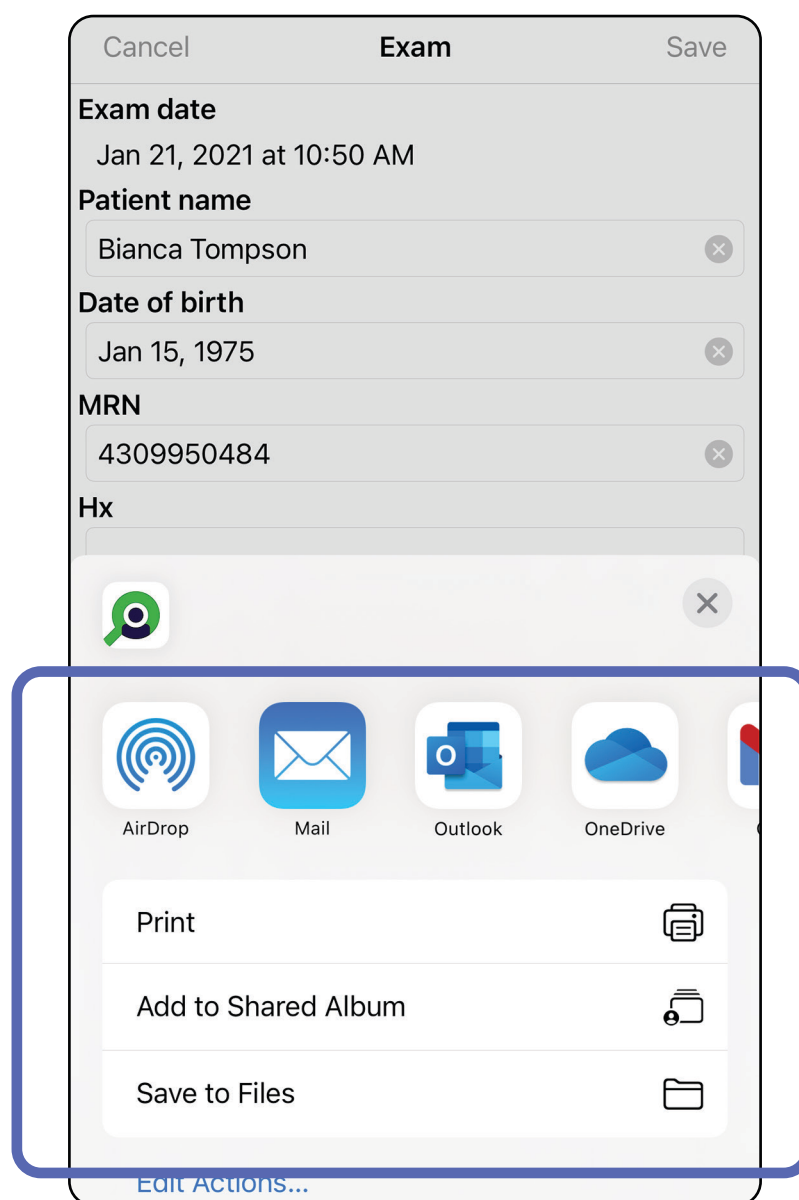 Cancel Exam Save
Exam date
Jan 21, 2021 at 10:50 AM
Patient name
Bianca Tompson
Date of birth
Jan 15, 1975
MRN
4309950484
Hx
AirDrop Mail Outlook OneDrive
Print
Add to Shared Album
Save to Files
Edit Actions...